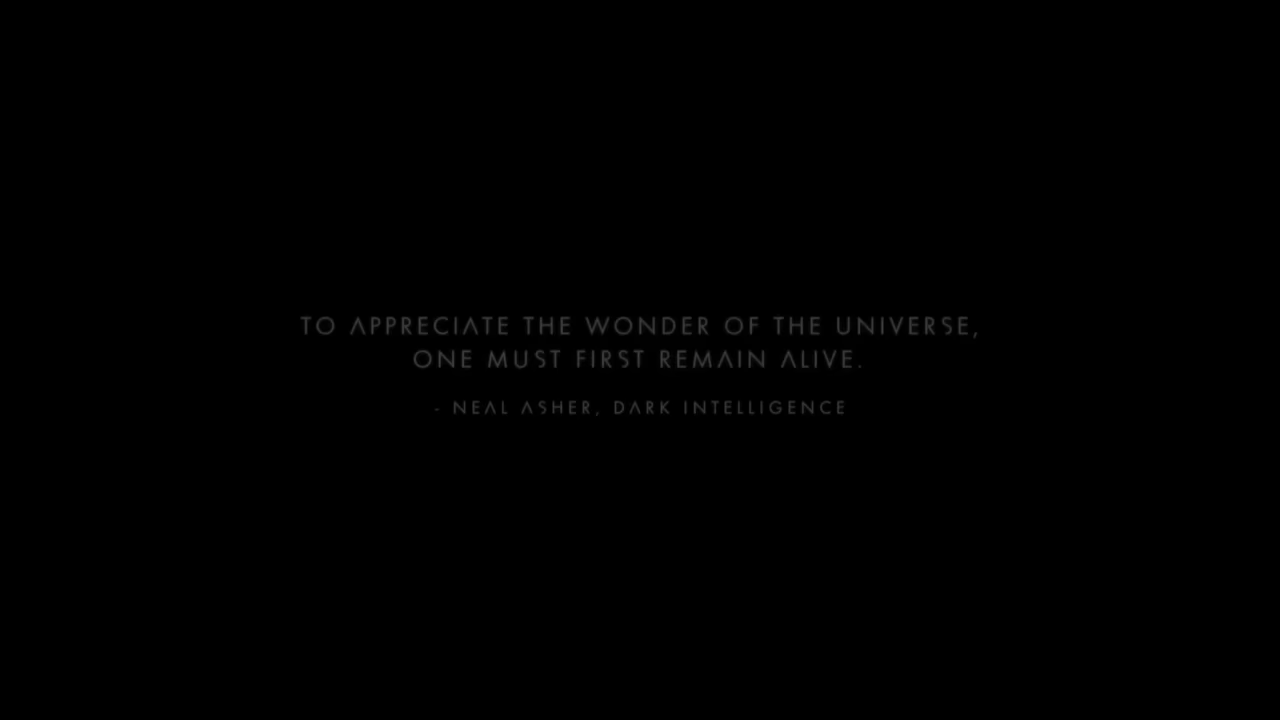 TO APPRECIATE THE WONDER OF THE UNIVERSE,
ONE MUST FIRST REMAIN ALIVE.
- NEAL ASHER, DARK INTELLIGENCE